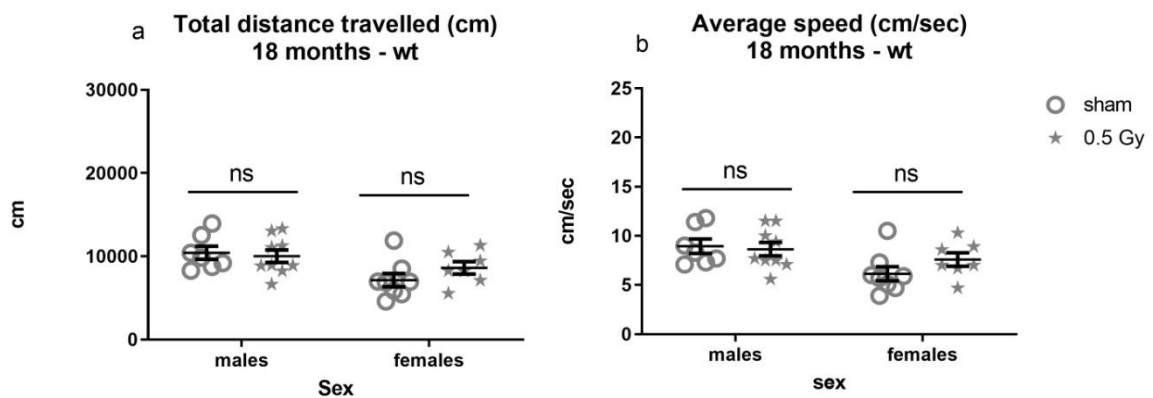 a
Total distance travelled (cm)
18 months - wt
30000
20000
10000
0
cm
ns
ns
males
females
Sex
b
Average speed (cm/sec)
18 months - wt
25
20
15
10
5
0
cm/sec
ns
ns
males
females
sex
sham
0.5 Gy